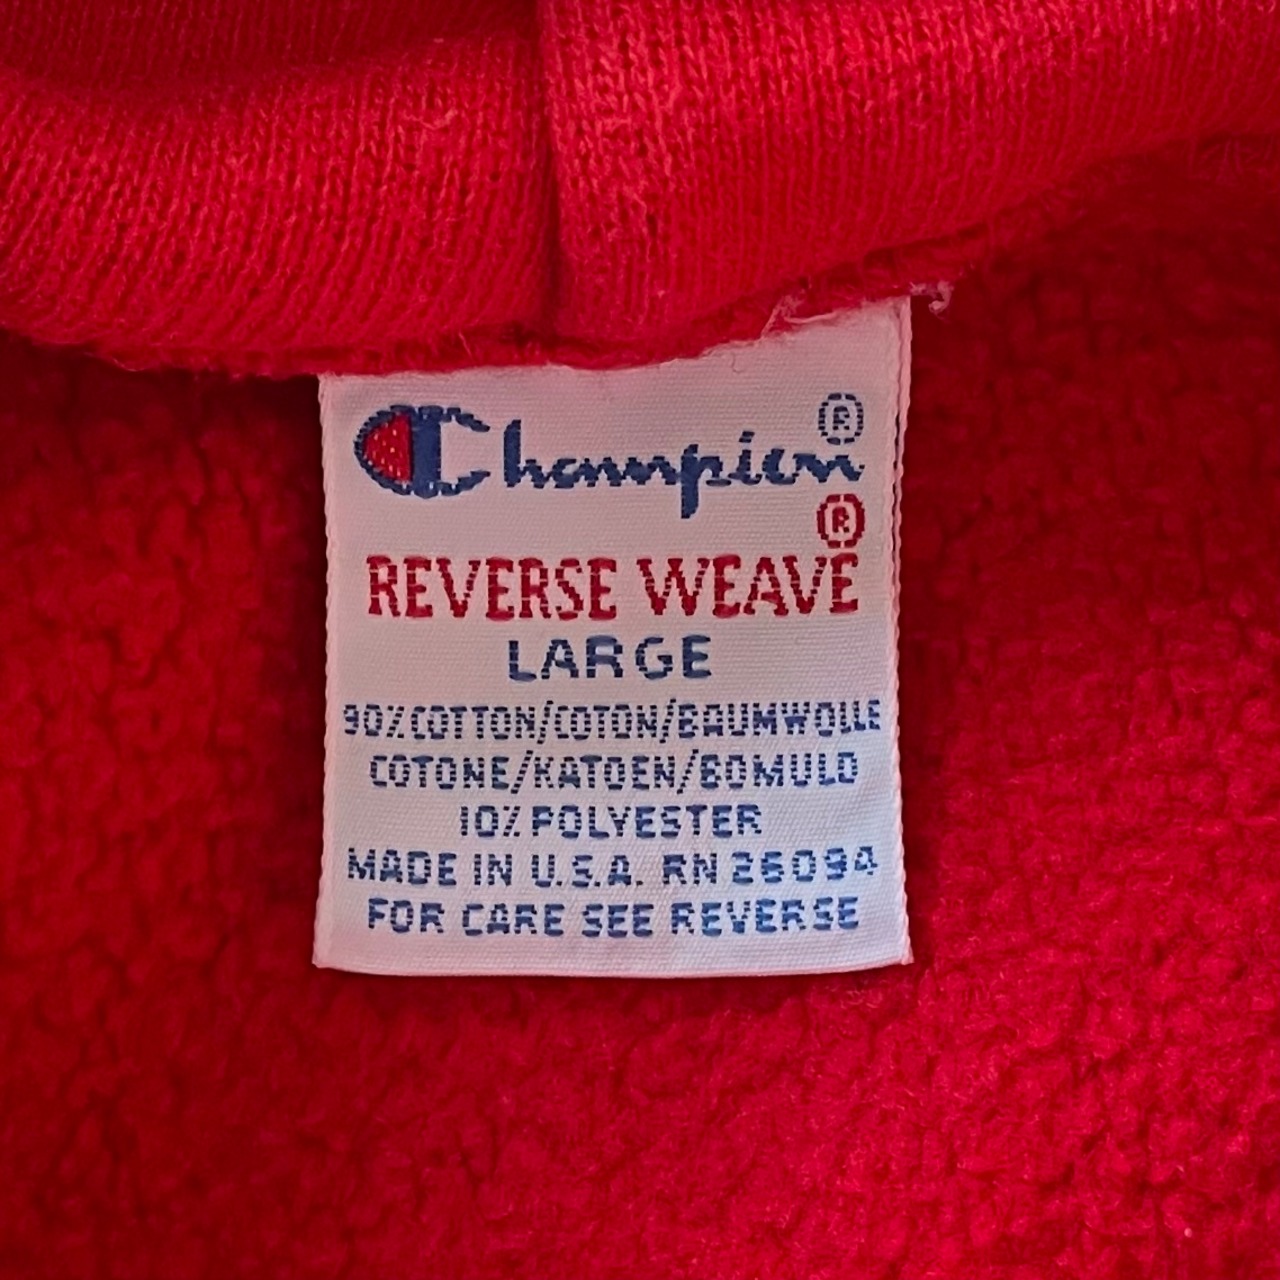 Champion®
REVERSE WEAVE®
LARGE
90% COTTON/COTON/BAUMWOLLE
COTONE/KATOEN/BOMULD
10% POLYESTER
MADE IN U.S.A. RN 26094
FOR CARE SEE REVERSE